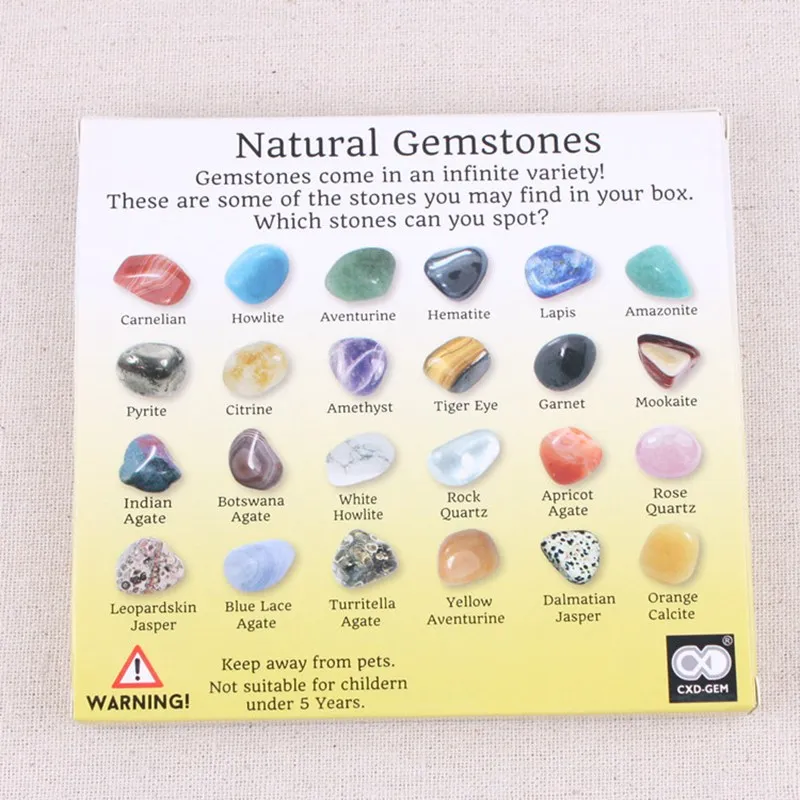 Natural Gemstones
Gemstones come in an infinite variety!
These are some of the stones you may find in your box.
Which stones can you spot?
Carnelian Howlite Aventurine Hematite Lapis Amazonite
Pyrite Citrine Amethyst Tiger Eye Garnet Mookaite
Indian Botswana White Rock Apricot Rose
Agate Agate Howlite Quartz Agate Quartz
Leopardskin Blue Lace Turritella Yellow Dalmatian Orange
Jasper Agate Agate Aventurine Jasper Calcite
WARNING!
Keep away from pets.
Not suitable for childern
under 5 Years.
CXD ®
CXD-GEM